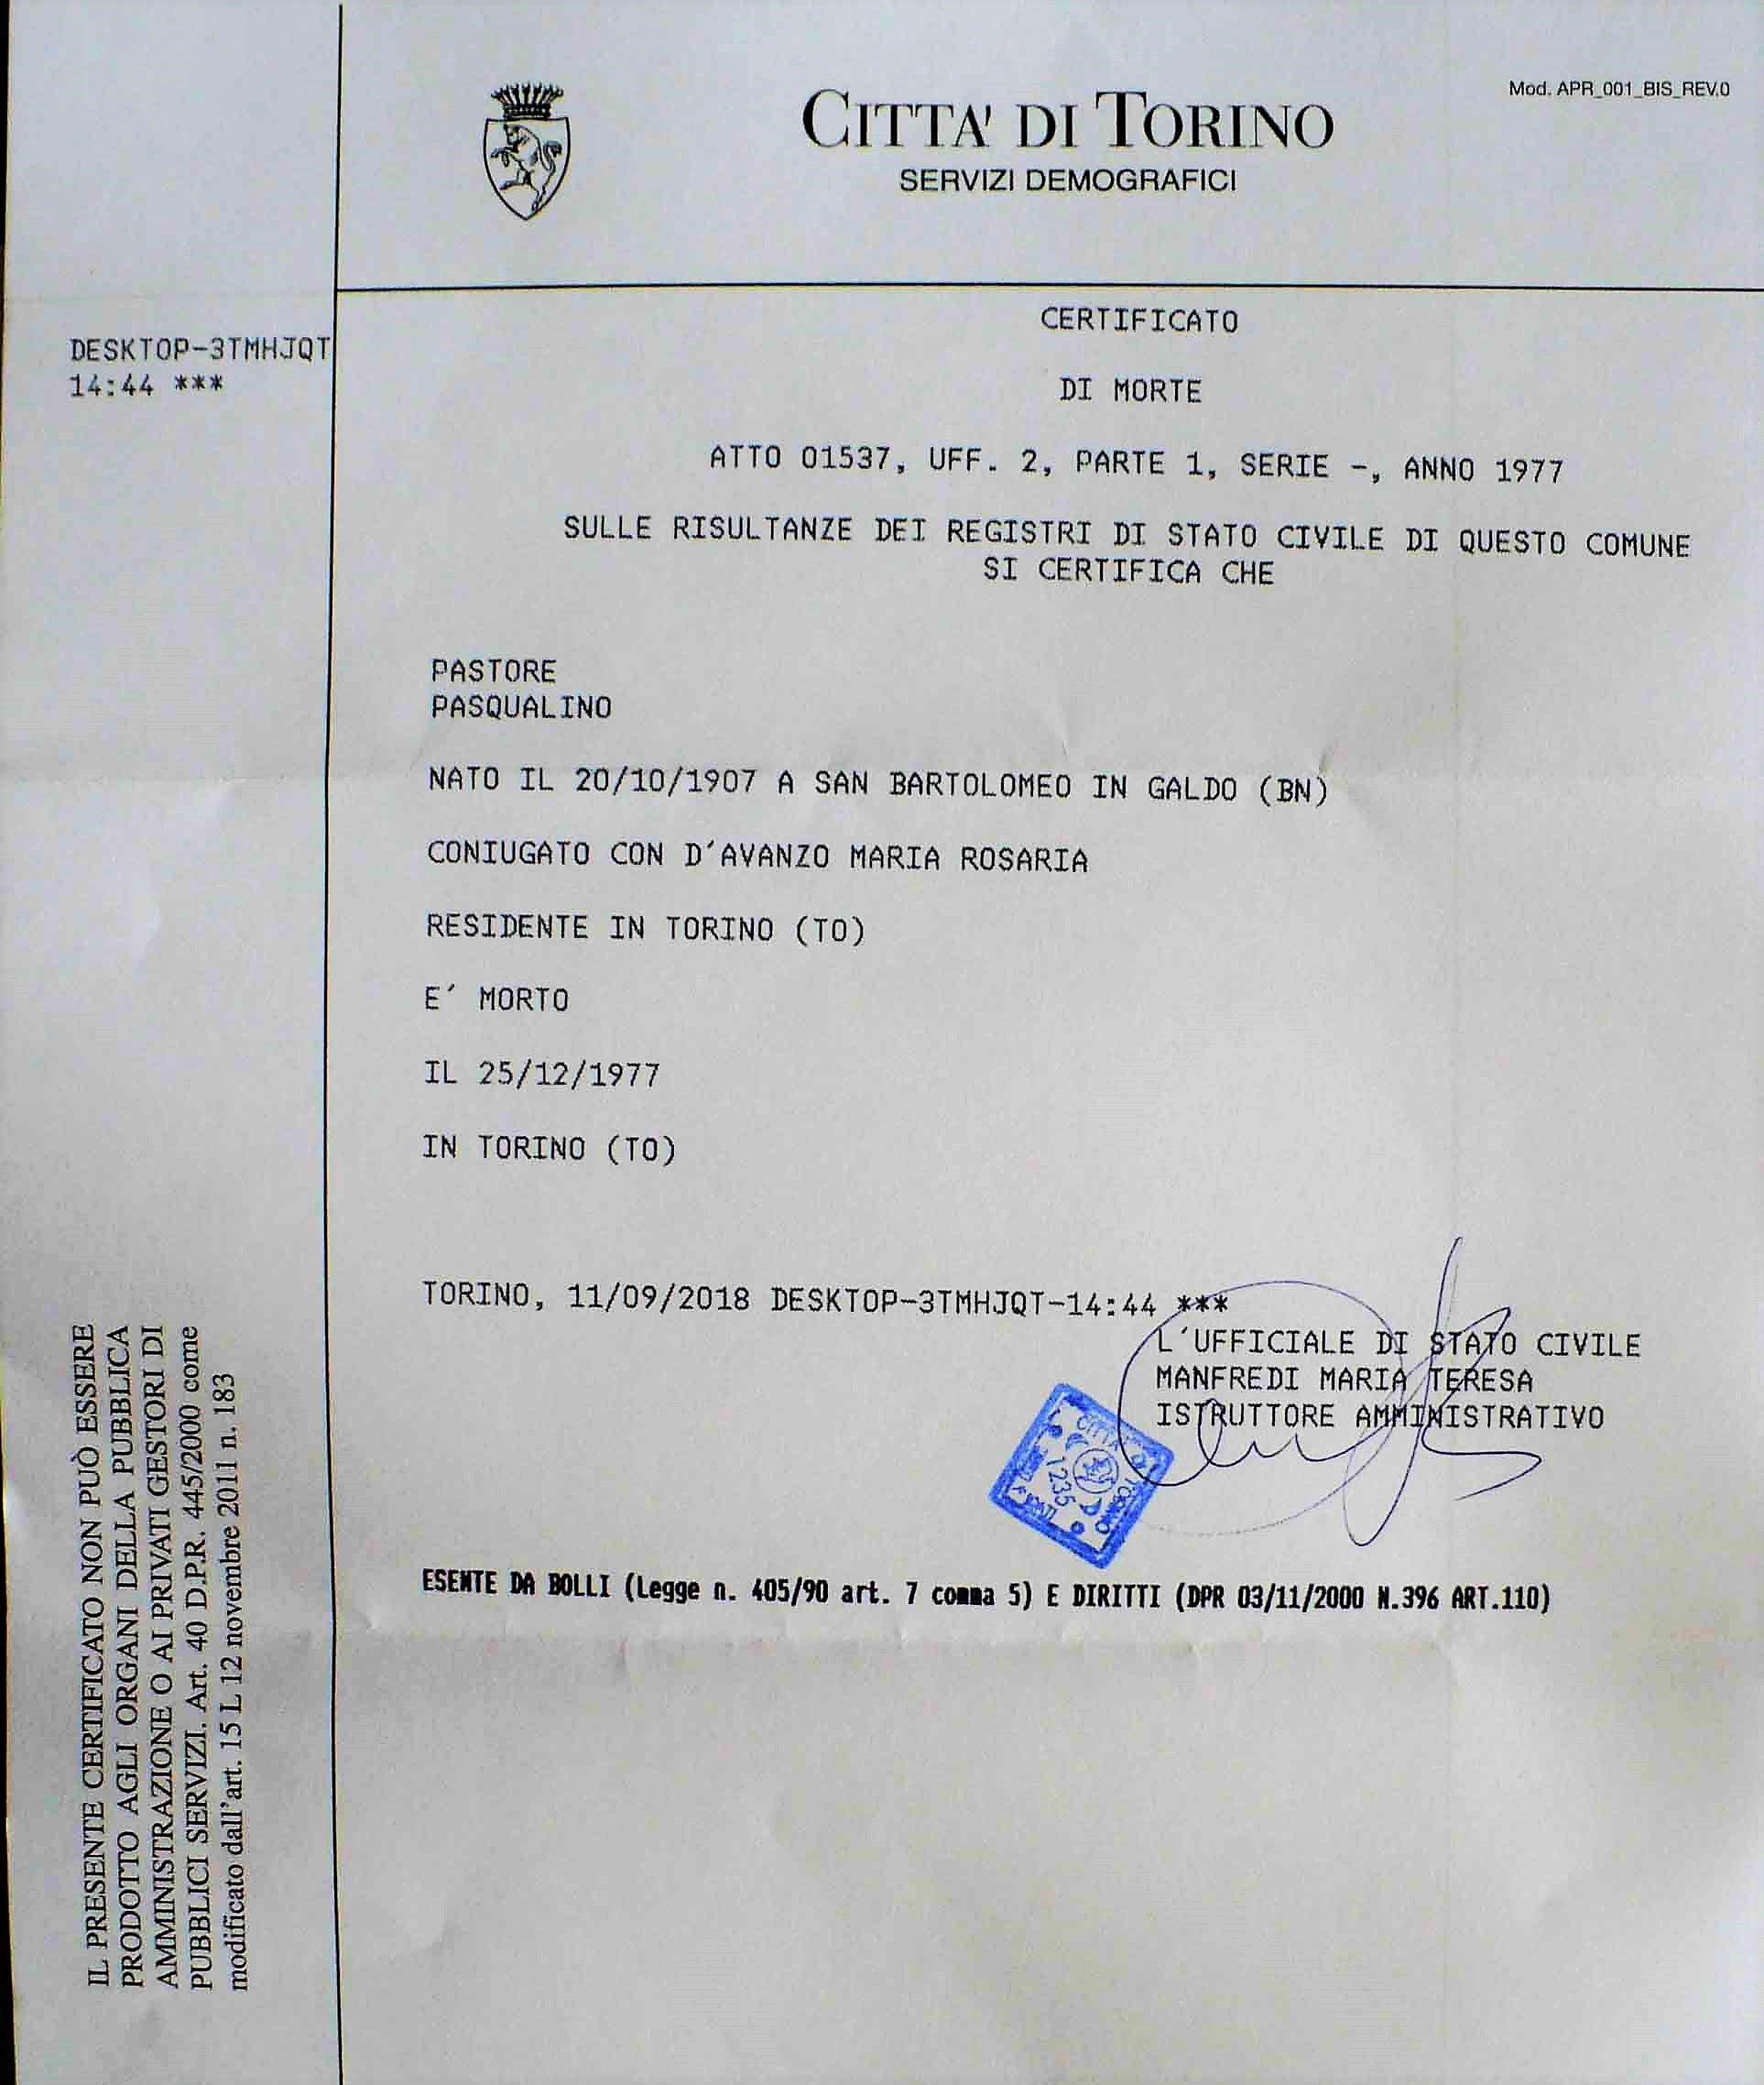 Mod. APR_001_BIS_REV.0
CITTA' DI TORINO
SERVIZI DEMOGRAFICI
DESKTOP-3TMHJQT
14:44 ***
CERTIFICATO
DI MORTE
ATTO 01537, UFF. 2, PARTE 1, SERIE -, ANNO 1977
SULLE RISULTANZE DEI REGISTRI DI STATO CIVILE DI QUESTO COMUNE
SI CERTIFICA CHE
PASTORE
PASQUALINO
NATO IL 20/10/1907 A SAN BARTOLOMEO IN GALDO (BN)
CONIUGATO CON D'AVANZO MARIA ROSARIA
RESIDENTE IN TORINO (TO)
E' MORTO
IL 25/12/1977
IN TORINO (TO)
TORINO, 11/09/2018 DESKTOP-3TMHJQT-14:44 ***
L'UFFICIALE DI STATO CIVILE
MANFREDI MARIA TERESA
ISTRUTTORE AMMINISTRATIVO
CITTA' DI TORINO
1235
ESENTE DA BOLLI (Legge n. 405/90 art. 7 comma 5) E DIRITTI (DPR 03/11/2000 N.396 ART.110)
IL PRESENTE CERTIFICATO NON PUÒ ESSERE
PRODOTTO AGLI ORGANI DELLA PUBBLICA
AMMINISTRAZIONE O AI PRIVATI GESTORI DI
PUBBLICI SERVIZI. Art. 40 D.P.R. 445/2000 come
modificato dall'art. 15 L 12 novembre 2011 n. 183